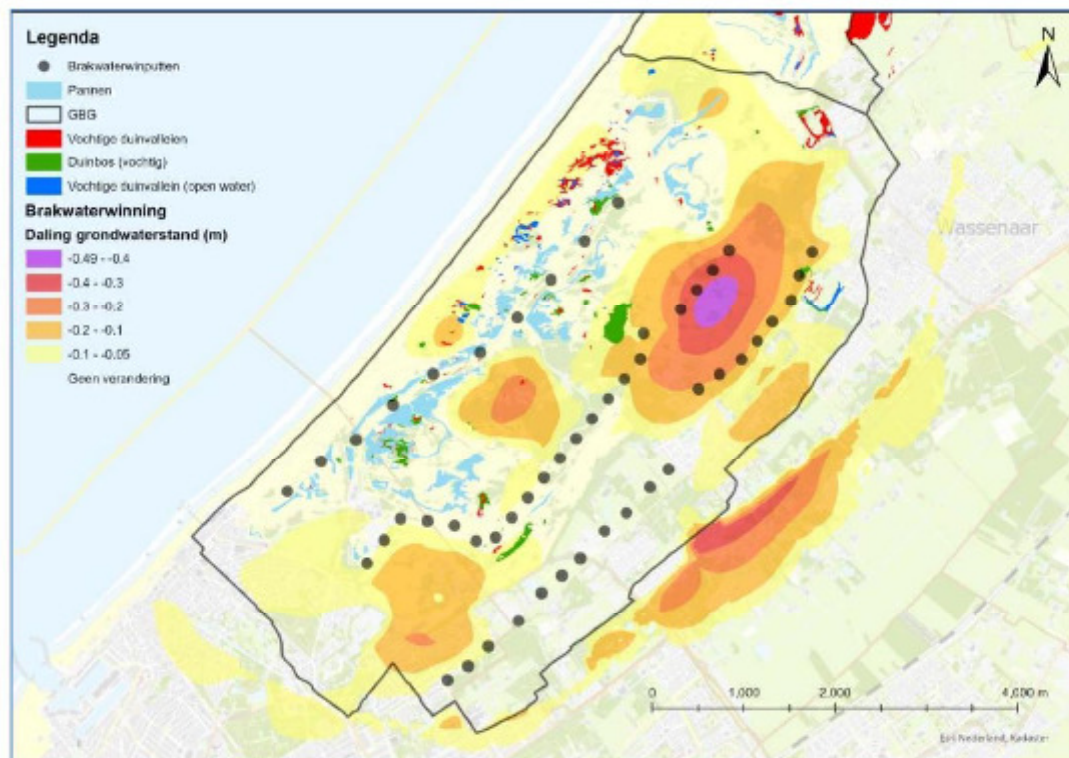 Legenda
Brakwaterwinputten
Pannen
GBG
Vochtige duinvalleien
Duinbos (vochtig)
Vochtige duinvallein (open water)
Brakwaterwinning
Daling grondwaterstand (m)
-0.49 - -0.4
-0.4 - -0.3
-0.3 - -0.2
-0.2 - -0.1
-0.1 - -0.05
Geen verandering
N
Wassenaar
0 1,000 2,000 4,000 m
Esri Nederland, Kadaster